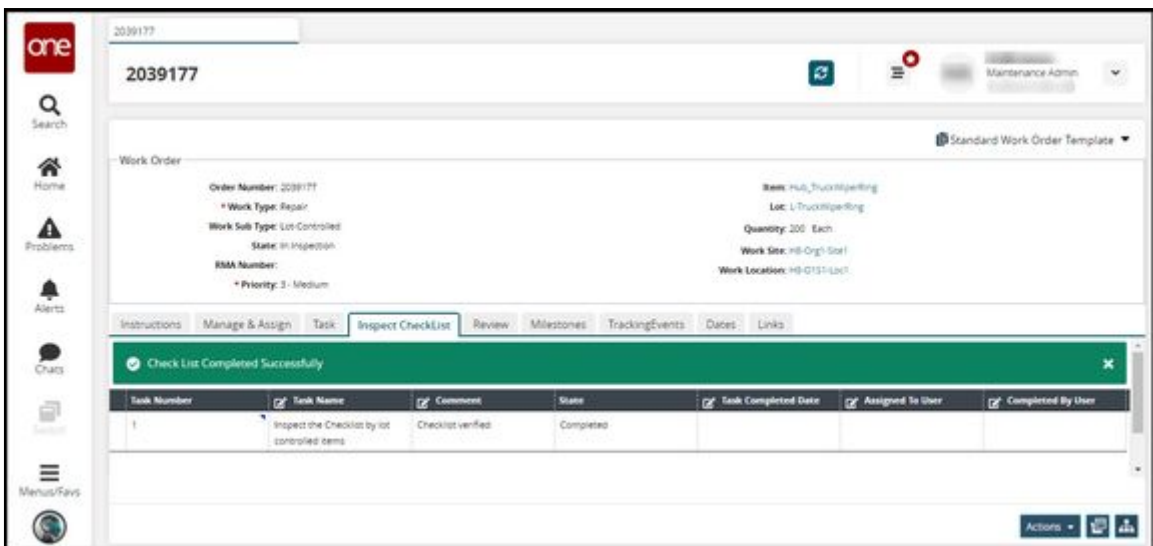 2039177
one
2039177
Maintenance Admin
Search
Home
Problems
Alerts
Chats
Menus/Favs
Standard Work Order Template
Work Order
Order Number: 2039177
* Work Type: Repair
Work Sub Type: Lot-Controlled
State: In Inspection
RMA Number:
* Priority: 3 - Medium
Item: Hub_TruckWiperRing
Lot: L-TruckWiperRing
Quantity: 200 Each
Work Site: HB-Org1-Site1
Work Location: HB-O1S1-Loc1
Instructions Manage & Assign Task Inspect CheckList Review Milestones TrackingEvents Dates Links
Check List Completed Successfully
Task Number Task Name Comment State Task Completed Date Assigned To User Completed By User
1 Inspect the Checklist by lot controlled items Checklist verified Completed
Actions